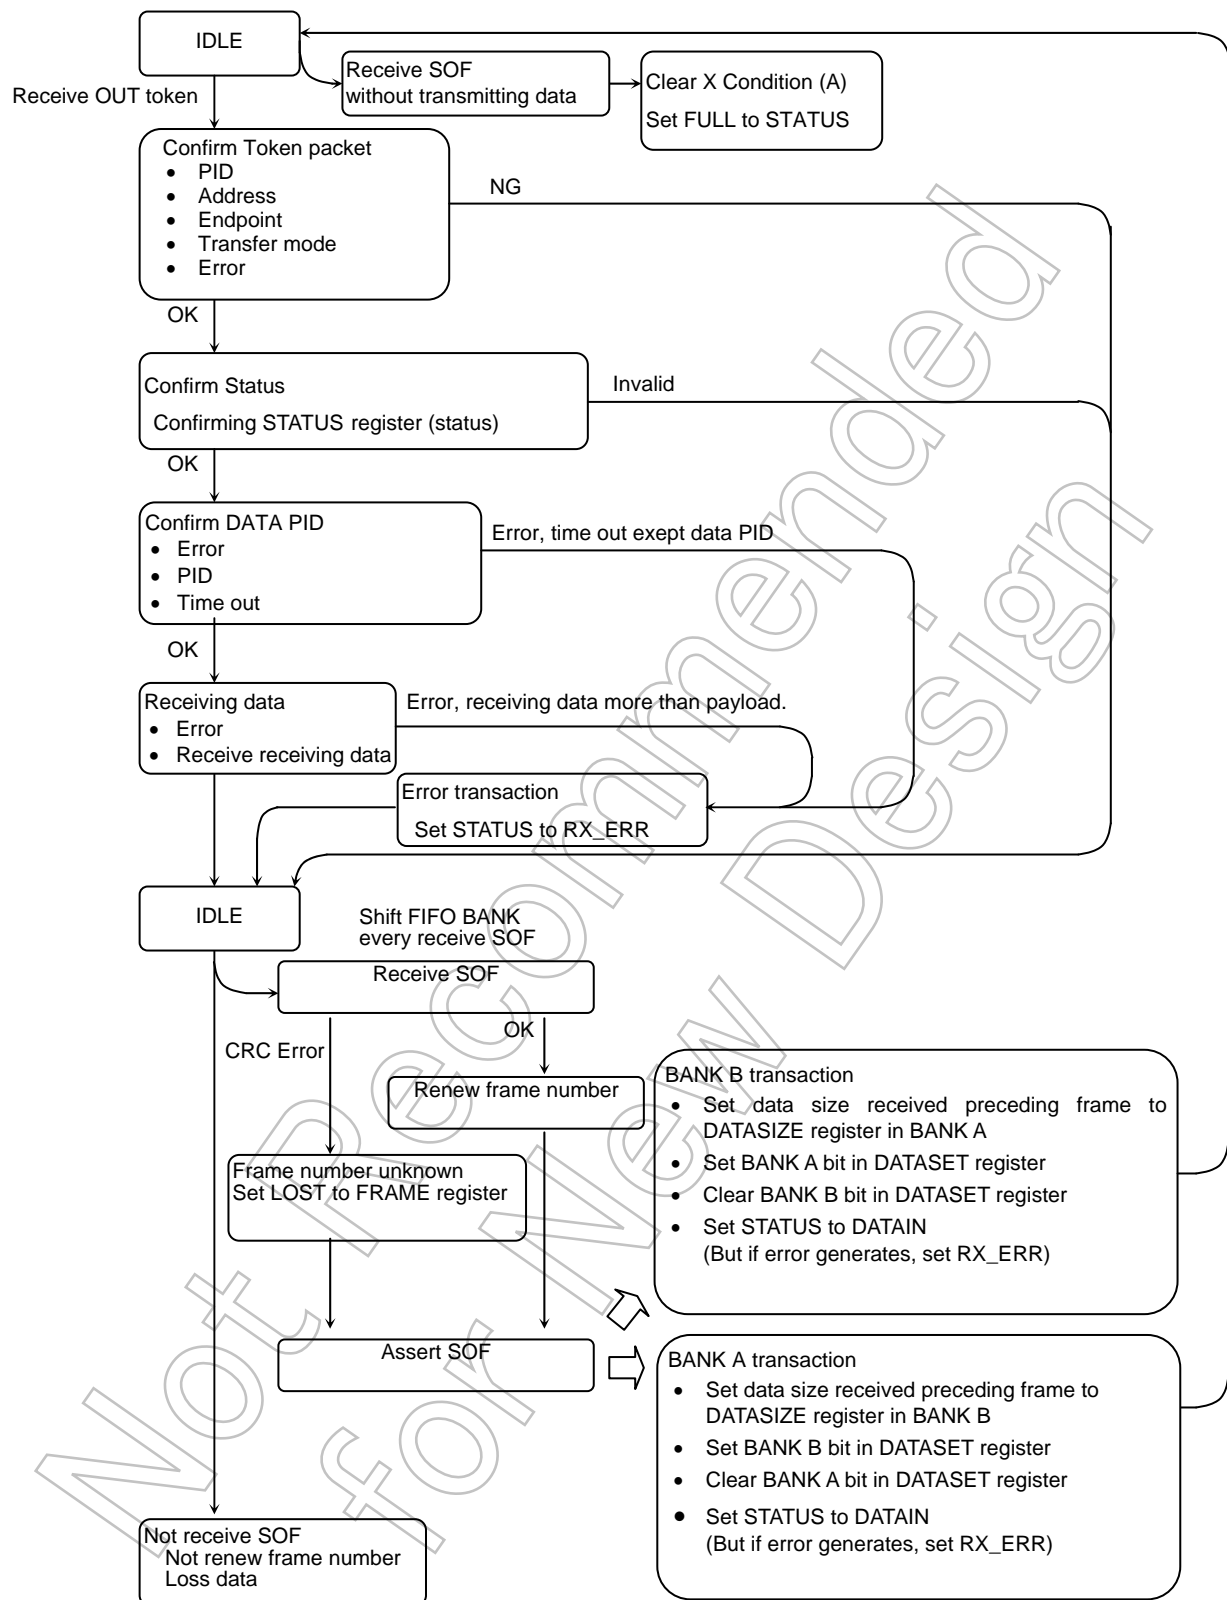 IDLE
Receive SOF
without transmitting data
Clear X Condition (A)
Set FULL to STATUS
Receive OUT token
Confirm Token packet
• PID
• Address
• Endpoint
• Transfer mode
• Error
NG
OK
Confirm Status
Confirming STATUS register (status)
Invalid
OK
Confirm DATA PID
• Error
• PID
• Time out
Error, time out exept data PID
OK
Receiving data
• Error
• Receive receiving data
Error, receiving data more than payload.
Error transaction
Set STATUS to RX_ERR
IDLE
Shift FIFO BANK
every receive SOF
Receive SOF
CRC Error
OK
Renew frame number
Frame number unknown
Set LOST to FRAME register
Assert SOF
BANK B transaction
• Set data size received preceding frame to
DATASIZE register in BANK A
• Set BANK A bit in DATASET register
• Clear BANK B bit in DATASET register
• Set STATUS to DATAIN
(But if error generates, set RX_ERR)
BANK A transaction
• Set data size received preceding frame to
DATASIZE register in BANK B
• Set BANK B bit in DATASET register
• Clear BANK A bit in DATASET register
• Set STATUS to DATAIN
(But if error generates, set RX_ERR)
Not receive SOF
Not renew frame number
Loss data
Not Recommended
for New Design